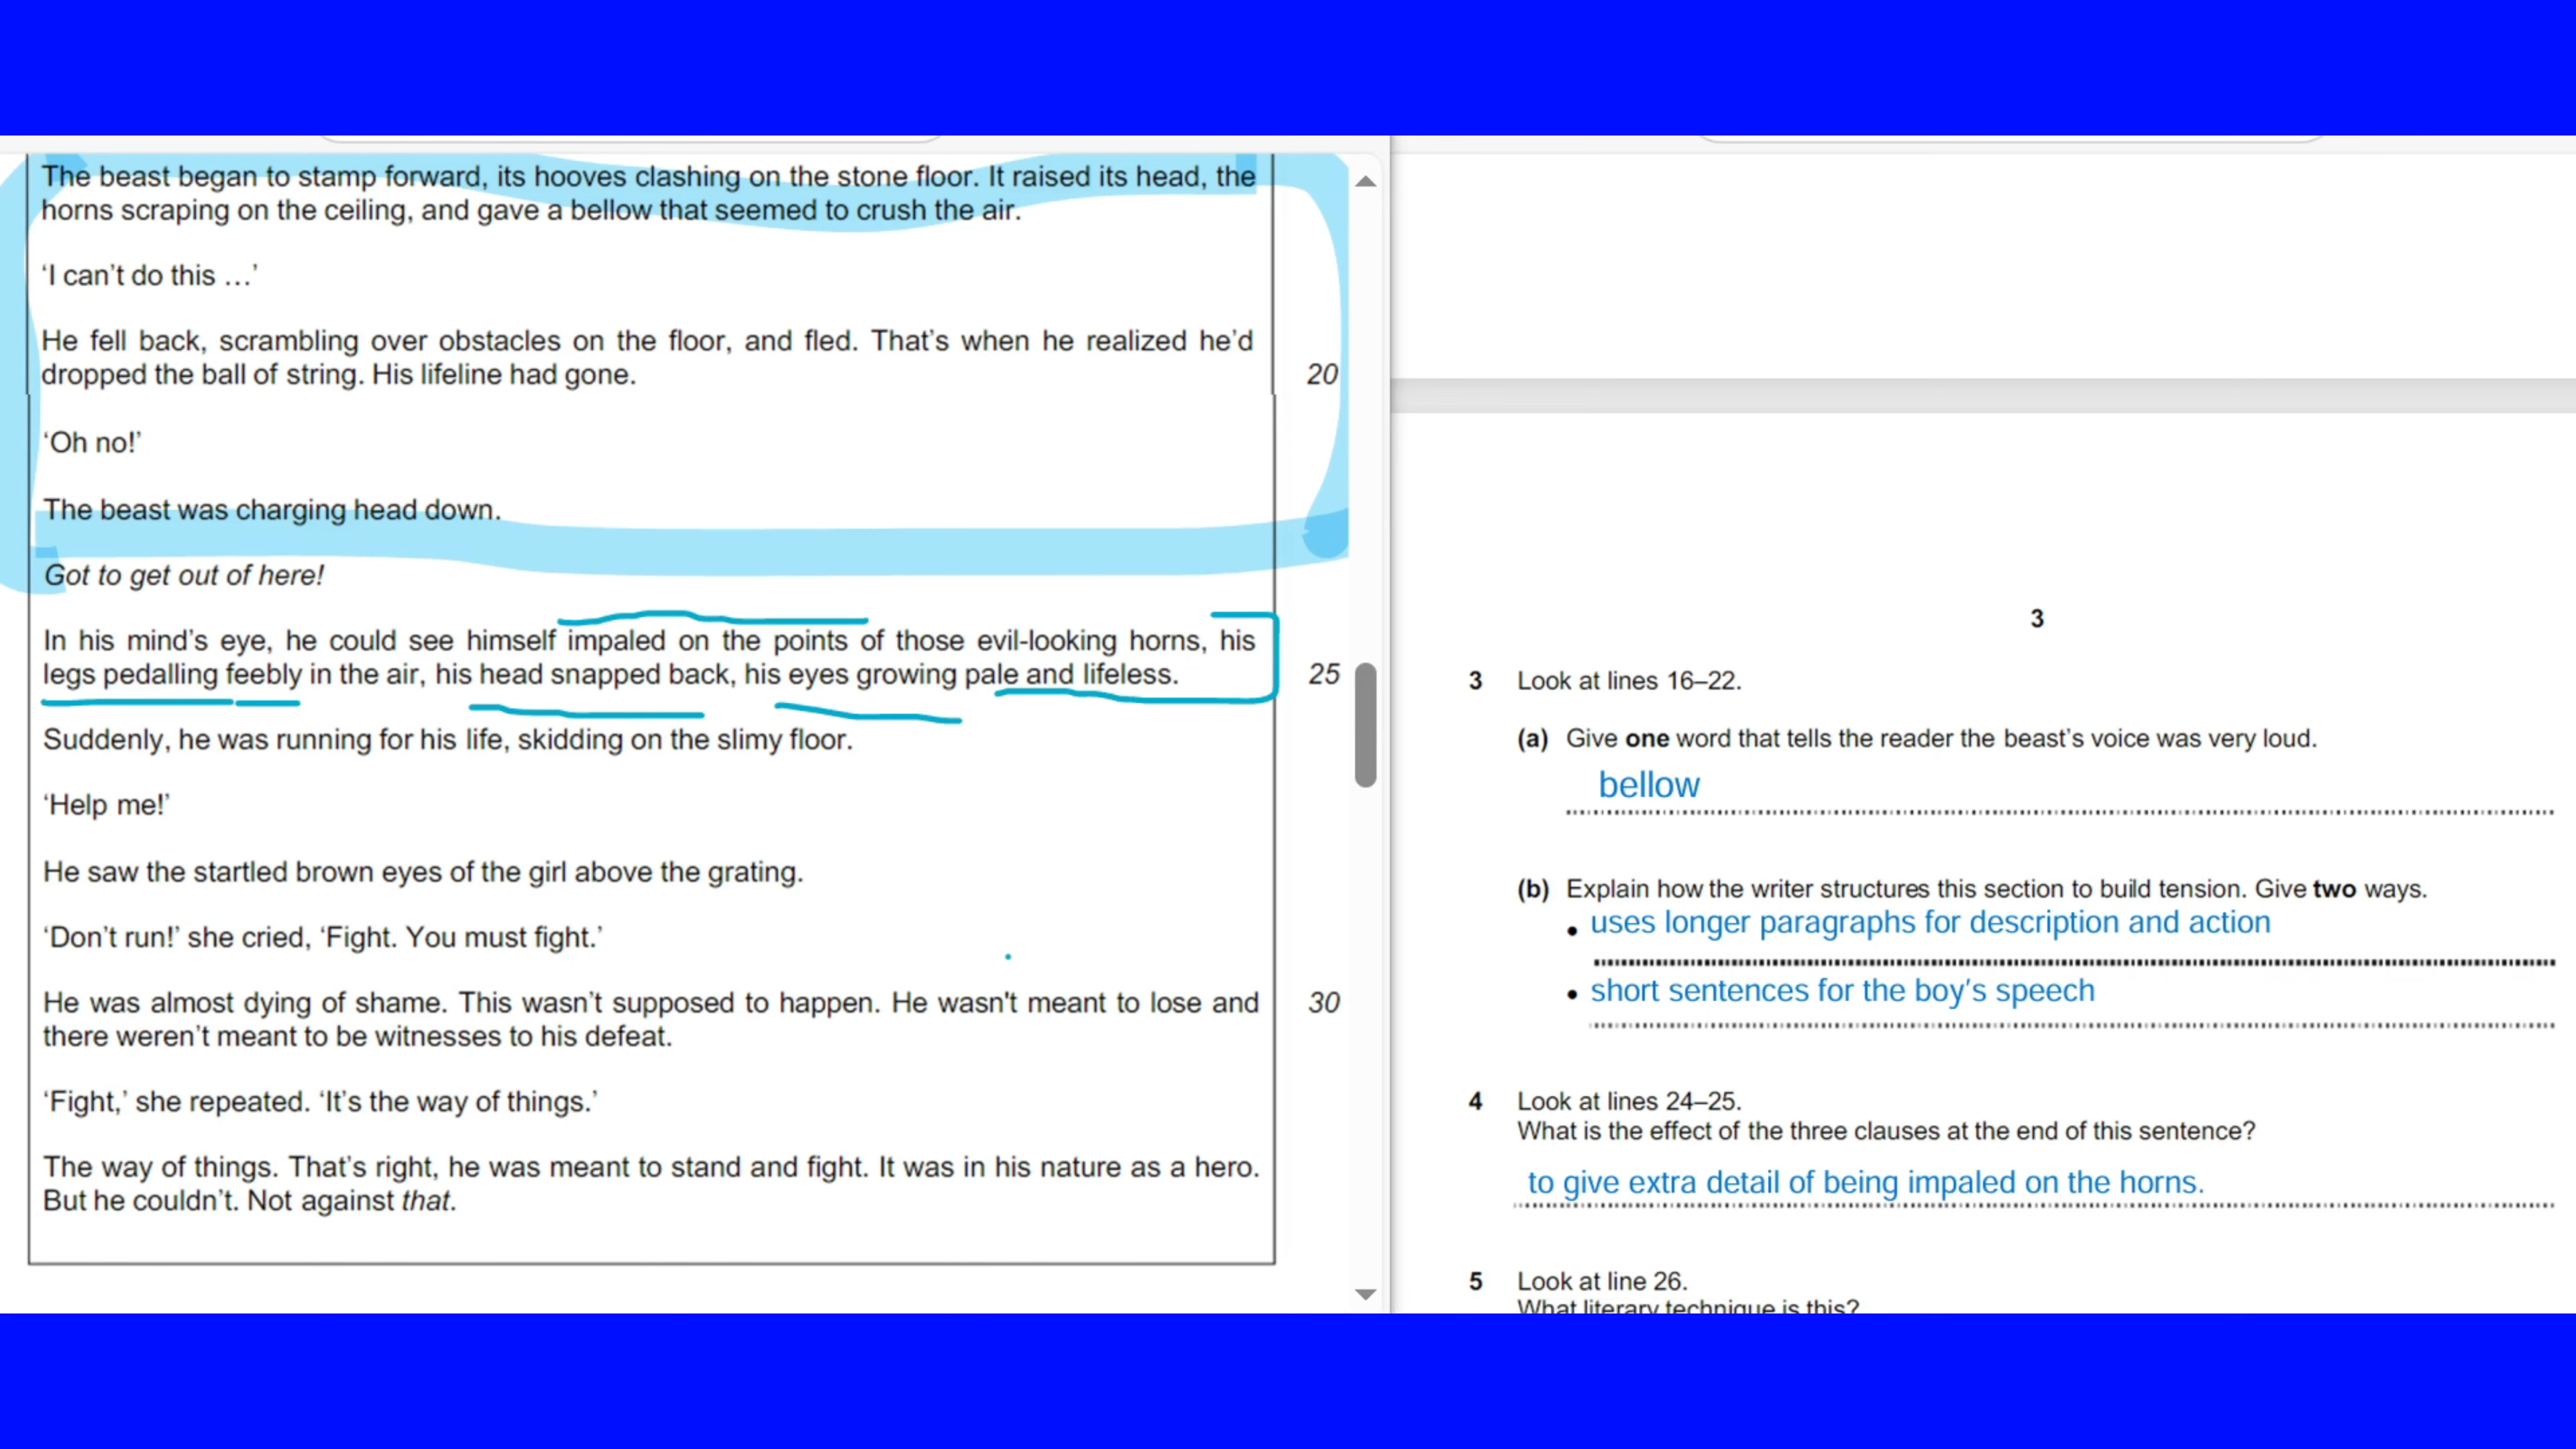 The beast began to stamp forward, its hooves clashing on the stone floor. It raised its head, the
horns scraping on the ceiling, and gave a bellow that seemed to crush the air.
‘I can’t do this …’
He fell back, scrambling over obstacles on the floor, and fled. That’s when he realized he’d
dropped the ball of string. His lifeline had gone.
20
‘Oh no!’
The beast was charging head down.
Got to get out of here!
In his mind’s eye, he could see himself impaled on the points of those evil-looking horns, his
legs pedalling feebly in the air, his head snapped back, his eyes growing pale and lifeless.
25
Suddenly, he was running for his life, skidding on the slimy floor.
‘Help me!’
He saw the startled brown eyes of the girl above the grating.
‘Don’t run!’ she cried, ‘Fight. You must fight.’
He was almost dying of shame. This wasn’t supposed to happen. He wasn't meant to lose and
30
there weren’t meant to be witnesses to his defeat.
‘Fight,’ she repeated. ‘It’s the way of things.’
The way of things. That’s right, he was meant to stand and fight. It was in his nature as a hero.
But he couldn’t. Not against that.
3
3 Look at lines 16–22.
(a) Give one word that tells the reader the beast’s voice was very loud.
bellow
(b) Explain how the writer structures this section to build tension. Give two ways.
• uses longer paragraphs for description and action
• short sentences for the boy’s speech
4 Look at lines 24–25.
What is the effect of the three clauses at the end of this sentence?
to give extra detail of being impaled on the horns.
5 Look at line 26.
What literary technique is this?